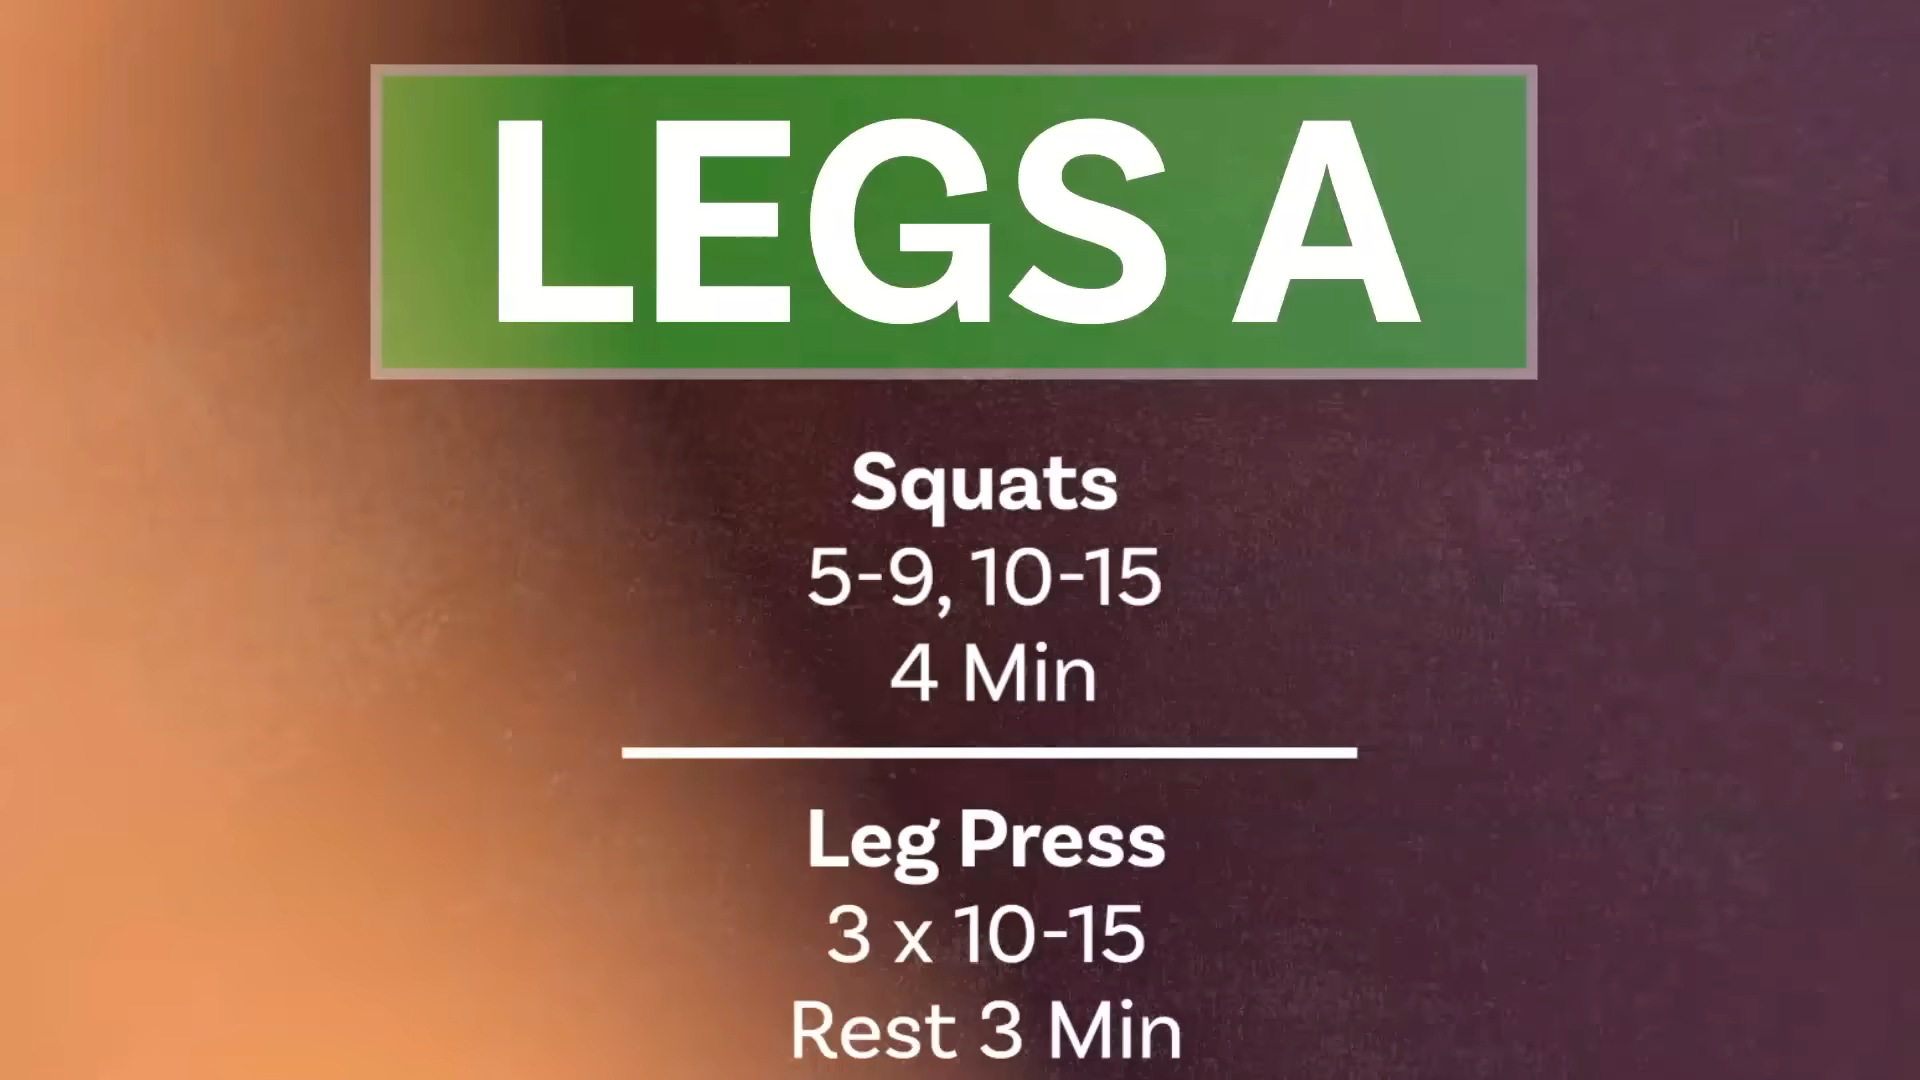 LEGS A
Squats
5-9, 10-15
4 Min
Leg Press
3 x 10-15
Rest 3 Min